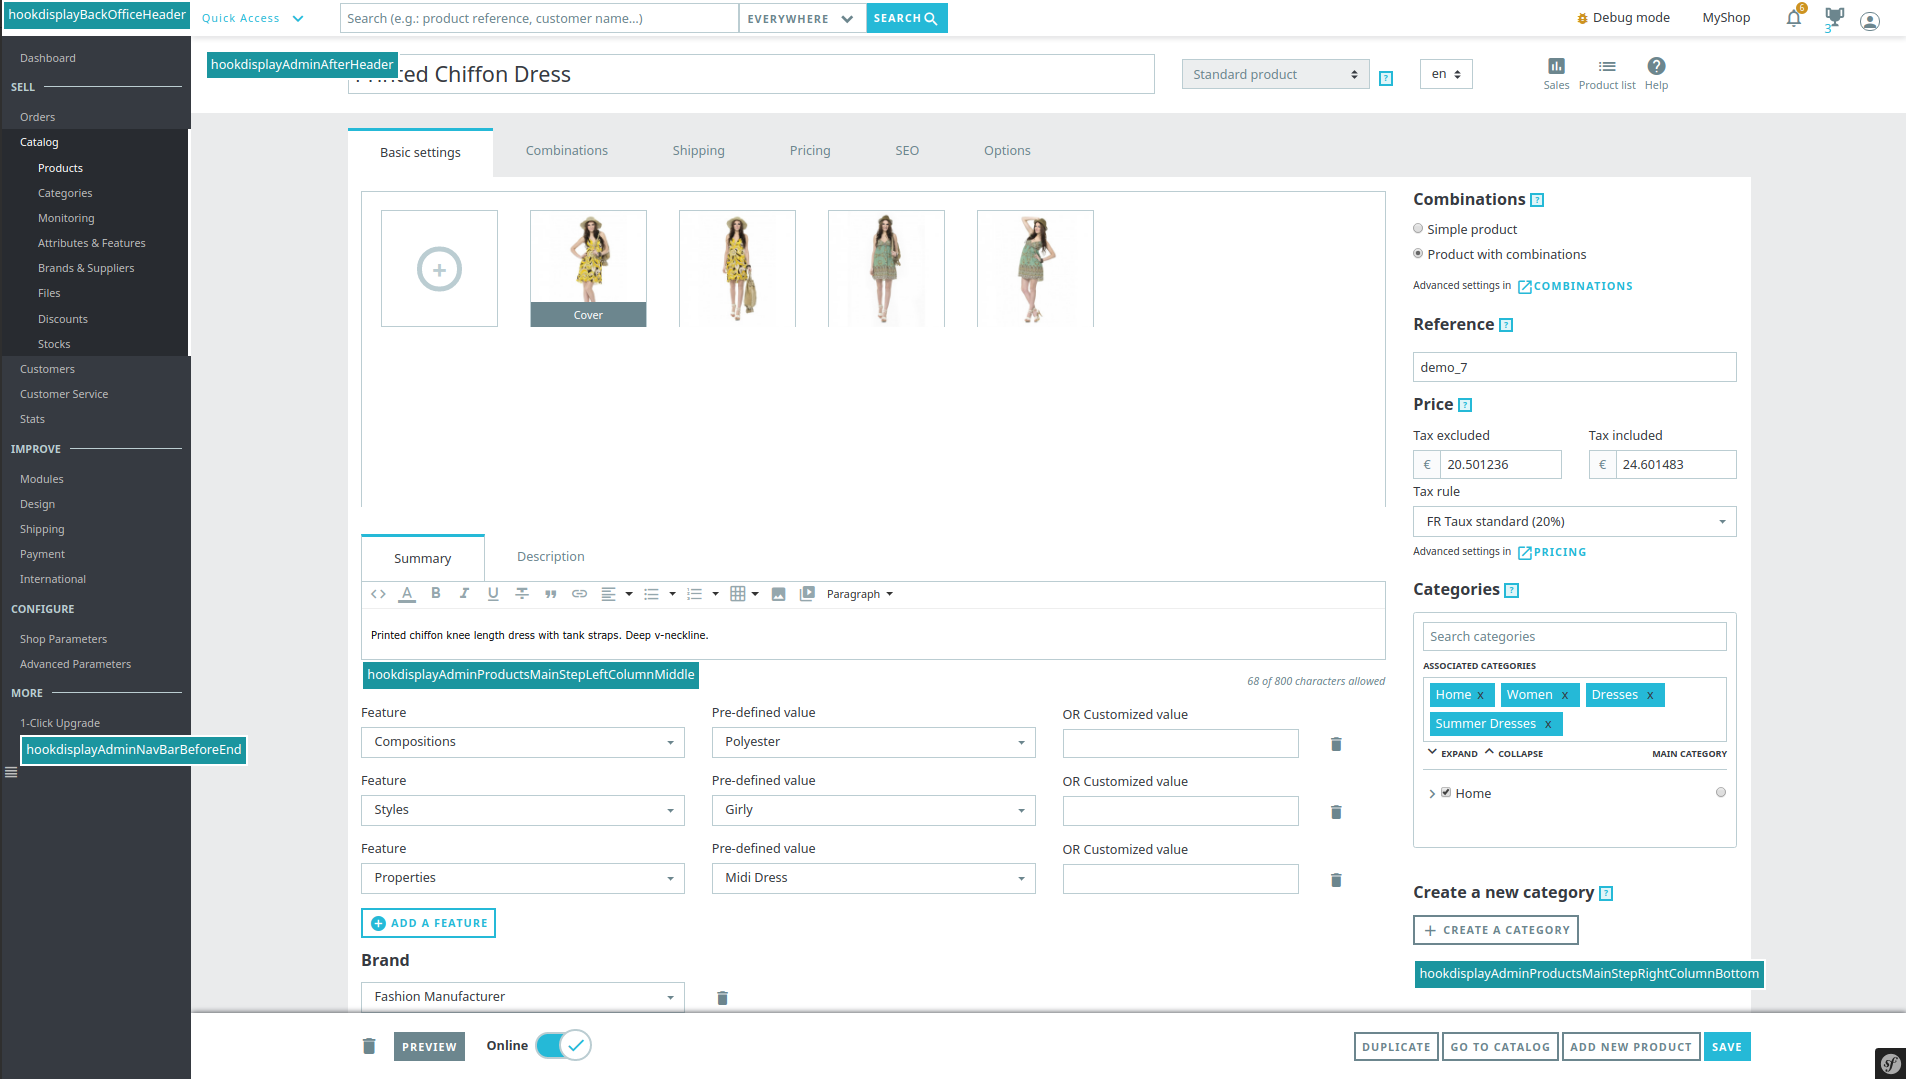 hookdisplayBackOfficeHeader
Quick Access
Search (e.g.: product reference, customer name...)
EVERYWHERE
SEARCH
Debug mode
MyShop
6
3
Dashboard
SELL
Orders
Catalog
Products
Categories
Monitoring
Attributes & Features
Brands & Suppliers
Files
Discounts
Stocks
Customers
Customer Service
Stats
IMPROVE
Modules
Design
Shipping
Payment
International
CONFIGURE
Shop Parameters
Advanced Parameters
MORE
1-Click Upgrade
hookdisplayAdminNavBarBeforeEnd
hookdisplayAdminAfterHeader
Printed Chiffon Dress
Standard product
?
en
Sales
Product list
Help
Basic settings
Combinations
Shipping
Pricing
SEO
Options
Cover
Summary
Description
Paragraph
Printed chiffon knee length dress with tank straps. Deep v-neckline.
hookdisplayAdminProductsMainStepLeftColumnMiddle
68 of 800 characters allowed
Feature
Pre-defined value
OR Customized value
Compositions
Polyester
Feature
Pre-defined value
OR Customized value
Styles
Girly
Feature
Pre-defined value
OR Customized value
Properties
Midi Dress
ADD A FEATURE
Brand
Fashion Manufacturer
Combinations ?
Simple product
Product with combinations
Advanced settings in COMBINATIONS
Reference ?
demo_7
Price ?
Tax excluded
Tax included
€ 20.501236
€ 24.601483
Tax rule
FR Taux standard (20%)
Advanced settings in PRICING
Categories ?
Search categories
ASSOCIATED CATEGORIES
Home x
Women x
Dresses x
Summer Dresses x
EXPAND
COLLAPSE
MAIN CATEGORY
Home
Create a new category ?
+ CREATE A CATEGORY
hookdisplayAdminProductsMainStepRightColumnBottom
PREVIEW
Online
DUPLICATE
GO TO CATALOG
ADD NEW PRODUCT
SAVE
sf